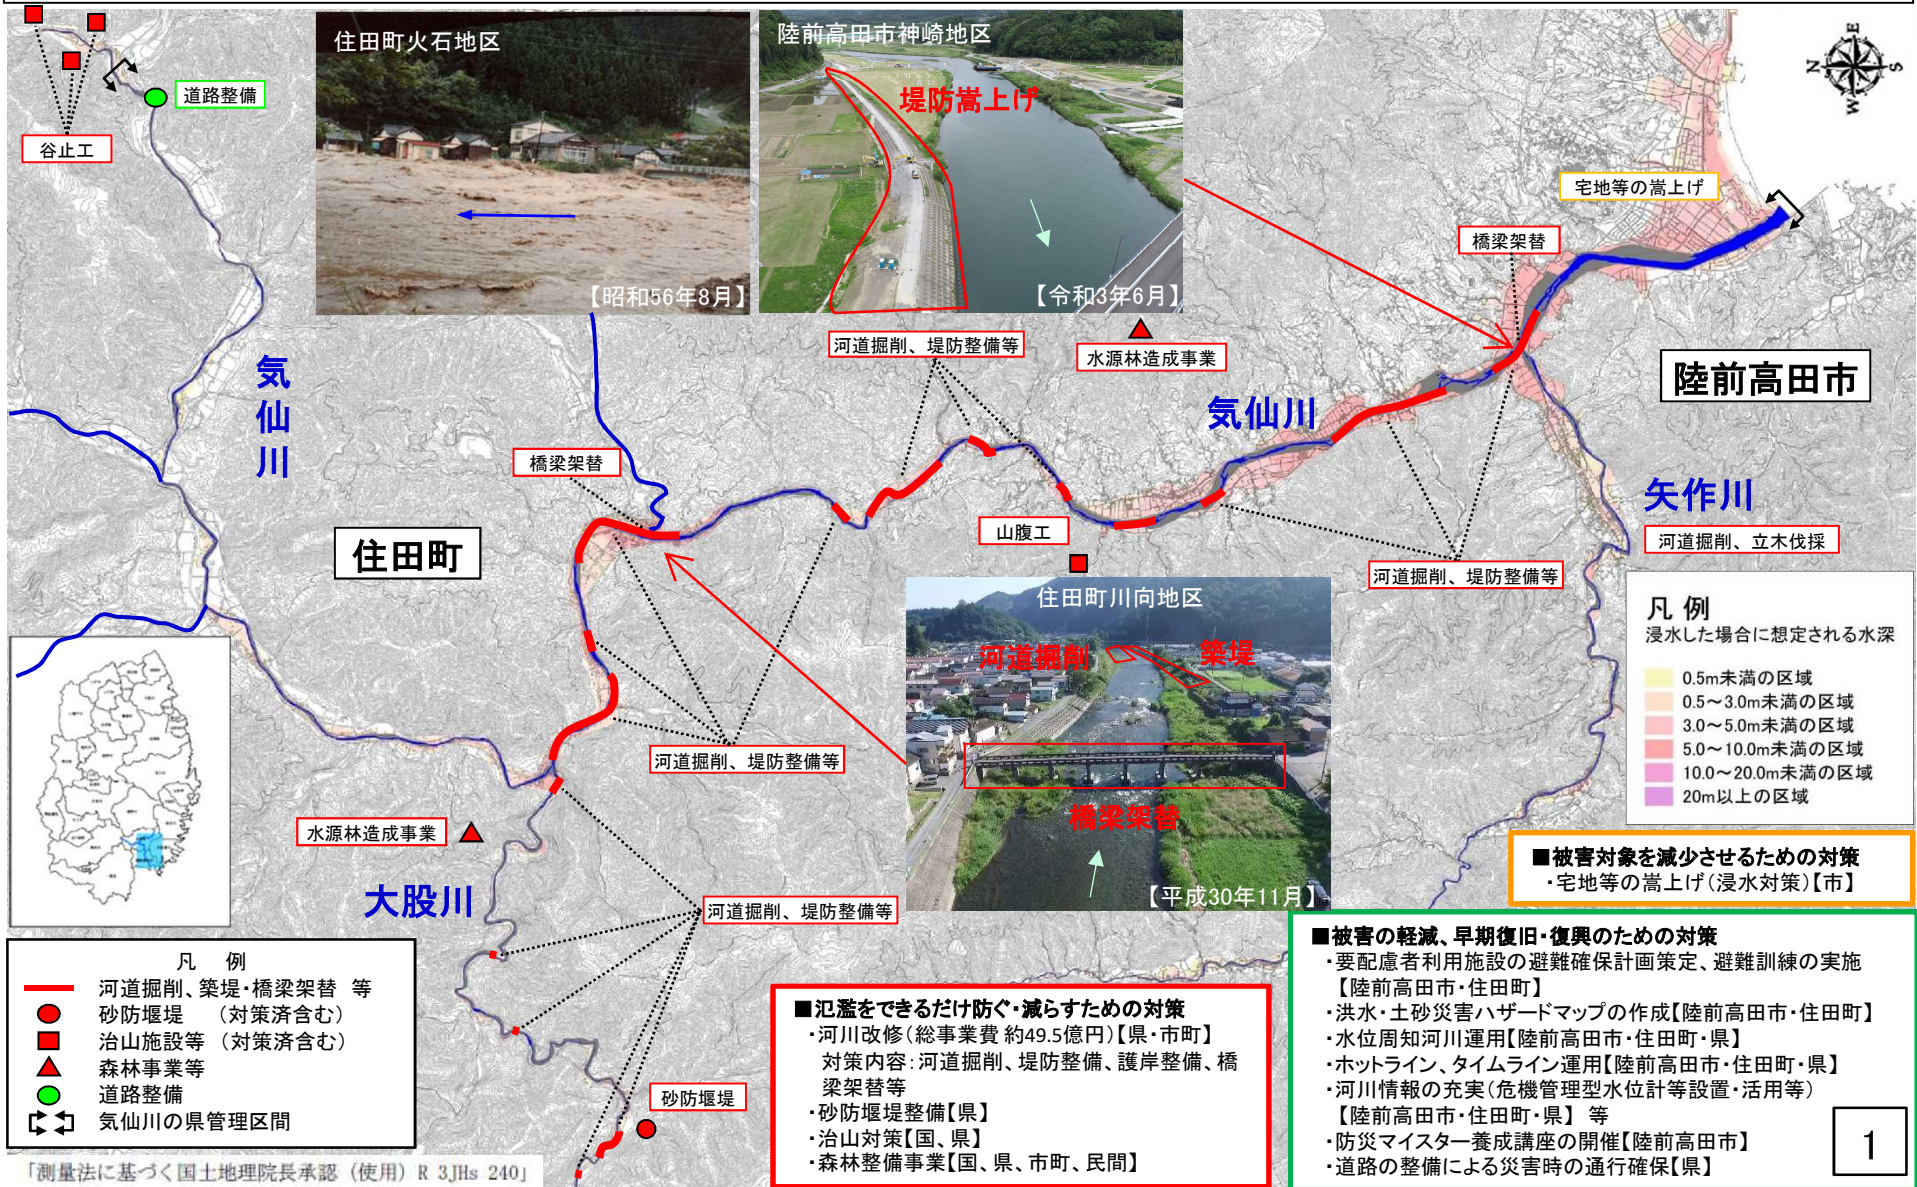 住田町火石地区
【昭和56年8月】
陸前高田市神崎地区
堤防嵩上げ
【令和3年6月】
N
E
S
W
道路整備
谷止工
宅地等の嵩上げ
橋梁架替
河道掘削、堤防整備等
水源林造成事業
陸前高田市
気仙川
気仙川
橋梁架替
矢作川
住田町
山腹工
河道掘削、立木伐採
河道掘削、堤防整備等
住田町川向地区
河道掘削
築堤
橋梁架替
【平成30年11月】
凡 例
浸水した場合に想定される水深
0.5m未満の区域
0.5～3.0m未満の区域
3.0～5.0m未満の区域
5.0～10.0m未満の区域
10.0～20.0m未満の区域
20m以上の区域
河道掘削、堤防整備等
水源林造成事業
大股川
河道掘削、堤防整備等
砂防堰堤
凡 例
河道掘削、築堤・橋梁架替 等
砂防堰堤 （対策済含む）
治山施設等 （対策済含む）
森林事業等
道路整備
気仙川の県管理区間
「測量法に基づく国土地理院長承認（使用）R 3JHs 240」
■氾濫をできるだけ防ぐ・減らすための対策
・河川改修（総事業費 約49.5億円）【県・市町】
対策内容：河道掘削、堤防整備、護岸整備、橋
梁架替等
・砂防堰堤整備【県】
・治山対策【国、県】
・森林整備事業【国、県、市町、民間】
■被害対象を減少させるための対策
・宅地等の嵩上げ（浸水対策）【市】
■被害の軽減、早期復旧・復興のための対策
・要配慮者利用施設の避難確保計画策定、避難訓練の実施
【陸前高田市・住田町】
・洪水・土砂災害ハザードマップの作成【陸前高田市・住田町】
・水位周知河川運用【陸前高田市・住田町・県】
・ホットライン、タイムライン運用【陸前高田市・住田町・県】
・河川情報の充実（危機管理型水位計等設置・活用等）
【陸前高田市・住田町・県】 等
・防災マイスター養成講座の開催【陸前高田市】
・道路の整備による災害時の通行確保【県】
1